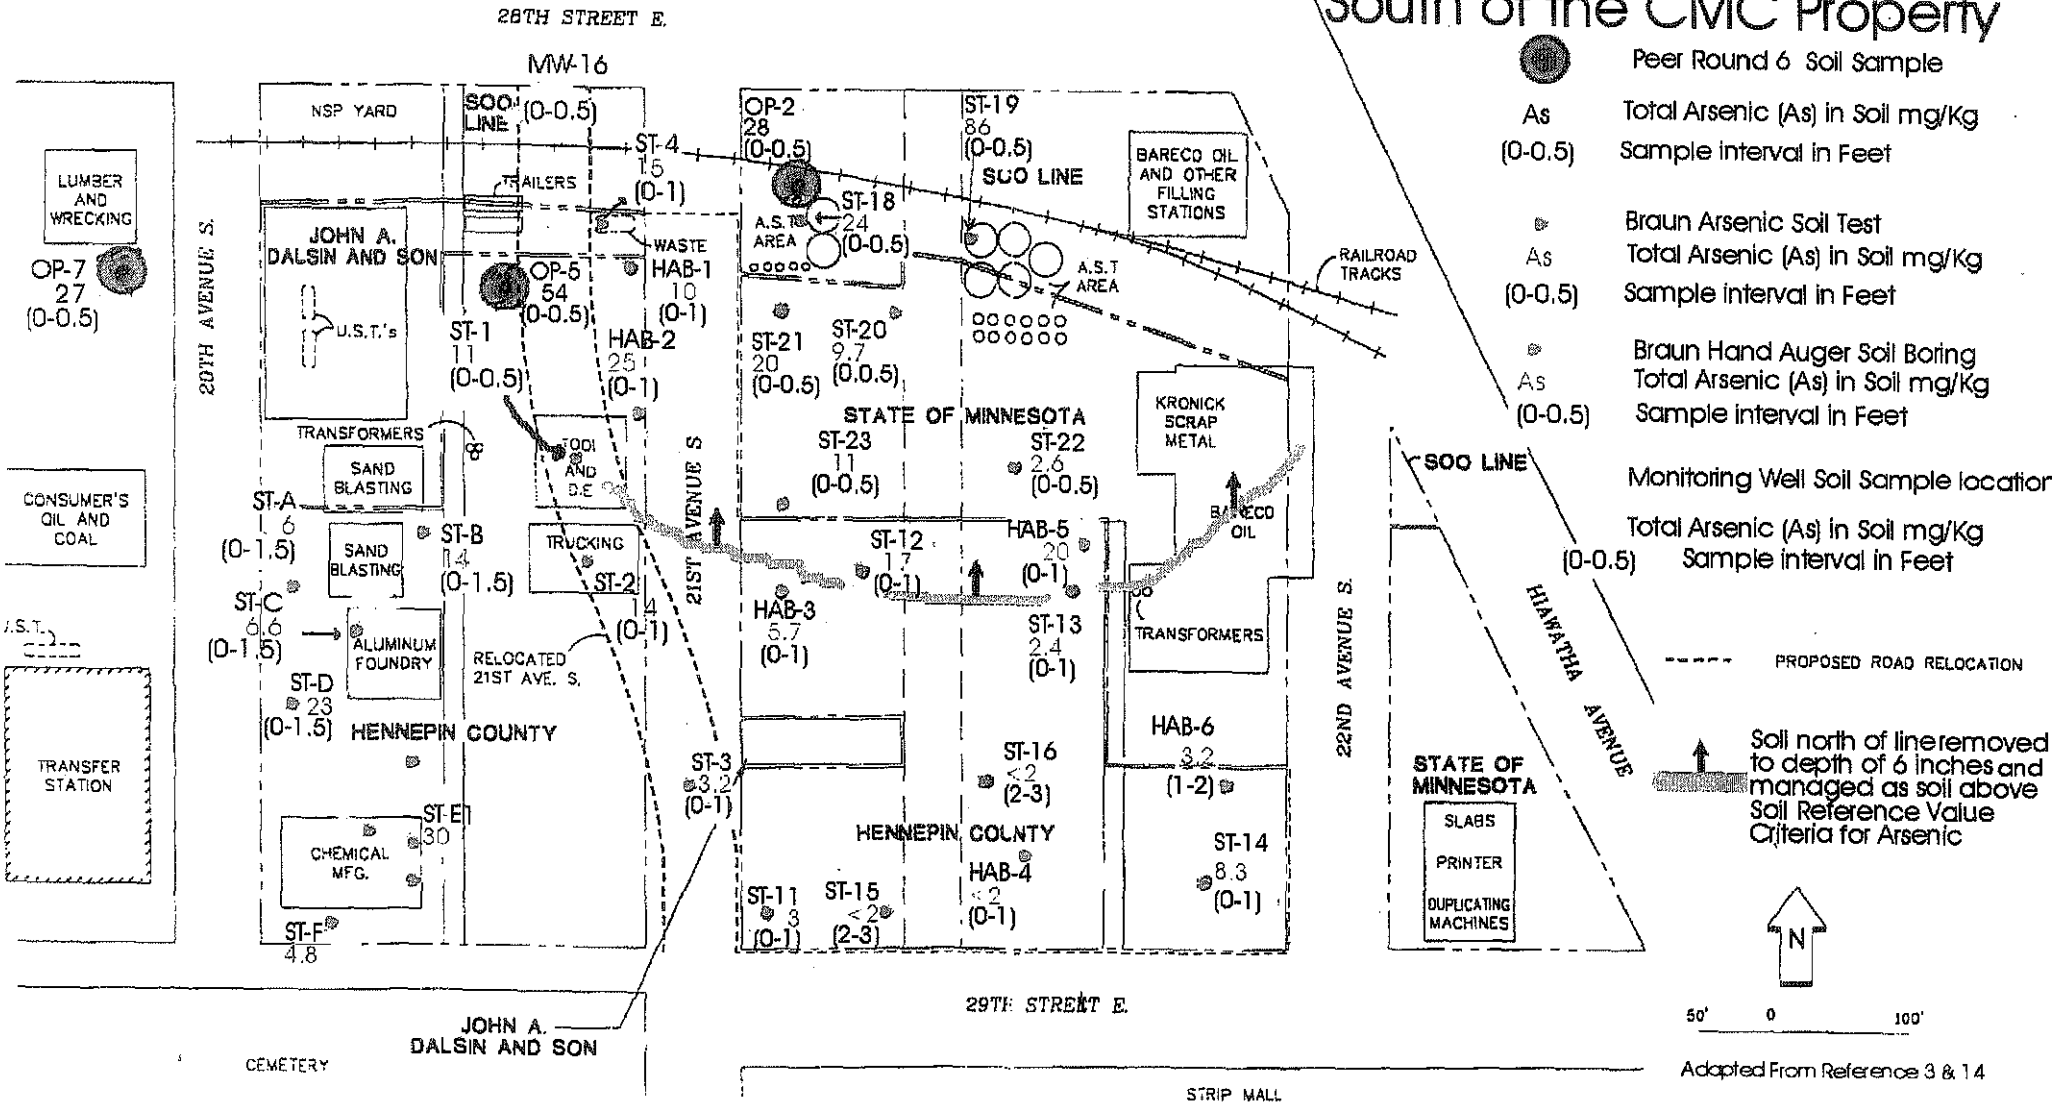 28TH STREET E.
South of the CMC Property
Peer Round 6 Soil Sample
As Total Arsenic (As) in Soil mg/Kg
(0-0.5) Sample interval in Feet
Braun Arsenic Soil Test
As Total Arsenic (As) in Soil mg/Kg
(0-0.5) Sample interval in Feet
Braun Hand Auger Soil Boring
As Total Arsenic (As) in Soil mg/Kg
(0-0.5) Sample interval in Feet
Monitoring Well Soil Sample location
Total Arsenic (As) in Soil mg/Kg
(0-0.5) Sample interval in Feet
PROPOSED ROAD RELOCATION
Soil north of line removed
to depth of 6 inches and
managed as soil above
Soil Reference Value
Criteria for Arsenic
N
50' 0 100'
Adapted From Reference 3 & 14
MW-16
(0-0.5)
NSP YARD
SOO
LINE
ST-4
15
(0-1)
TRAILERS
WASTE
LUMBER
AND
WRECKING
OP-7
27
(0-0.5)
20TH AVENUE S.
JOHN A.
DALSIN AND SON
U.S.T.'s
OP-5
54
(0-0.5)
HAB-1
10
(0-1)
ST-1
11
(0-0.5)
HAB-2
25
(0-1)
TRANSFORMERS
SAND
BLASTING
AND
CONSUMER'S
OIL AND
COAL
ST-A
6
(0-1.5)
SAND
BLASTING
ST-B
14
(0-1.5)
TRUCKING
ST-2
14
(0-1)
ST-C
6.6
(0-1.5)
ALUMINUM
FOUNDRY
RELOCATED
21ST AVE. S.
ST-D
23
(0-1.5)
HENNEPIN COUNTY
TRANSFER
STATION
ST-E1
30
CHEMICAL
MFG.
ST-F
4.8
ST-3
3.2
(0-1)
21ST AVENUE S
OP-2
28
(0-0.5)
ST-18
24
(0-0.5)
A.S.T
AREA
ST-19
86
(0-0.5)
SOO LINE
BARECO OIL
AND OTHER
FILLING
STATIONS
A.S.T
AREA
RAILROAD
TRACKS
ST-21
20
(0-0.5)
ST-20
9.7
(0.0.5)
STATE OF MINNESOTA
KRONICK
SCRAP
METAL
ST-23
11
(0-0.5)
ST-22
2.6
(0-0.5)
SOO LINE
BARECO
OIL
ST-12
17
(0-1)
HAB-5
20
(0-1)
HAB-3
5.7
(0-1)
ST-13
2.4
(0-1)
TRANSFORMERS
22ND AVENUE S.
HIAWATHA AVENUE
HAB-6
3.2
(1-2)
ST-16
<2
(2-3)
STATE OF
MINNESOTA
SLABS
PRINTER
DUPLICATING
MACHINES
HENNEPIN COUNTY
HAB-4
<2
(0-1)
ST-14
8.3
(0-1)
ST-11
3
(0-1)
ST-15
<2
(2-3)
29TH STREET E.
JOHN A.
DALSIN AND SON
CEMETERY
STRIP MALL